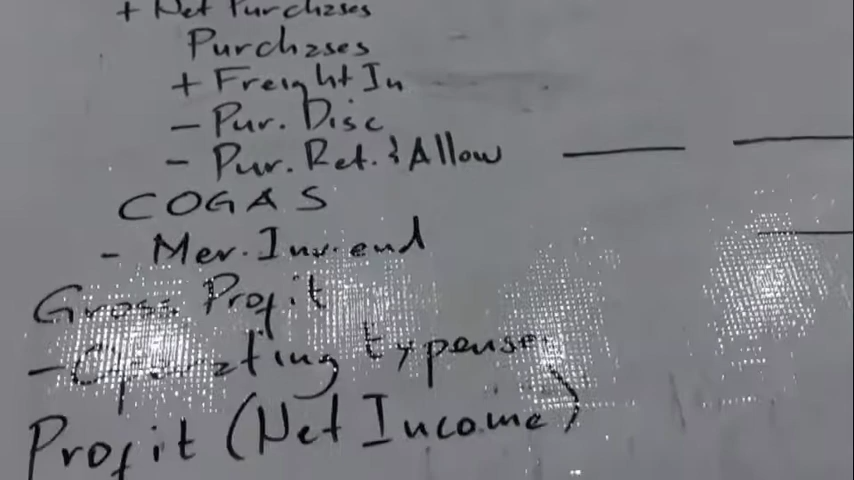 + Net Purchases
Purchases
+ Freight In
- Pur. Disc
- Pur. Ret. & Allow
COGAS
- Mer. Inv. end
Gross Profit
- Operating Expenses
Profit (Net Income)